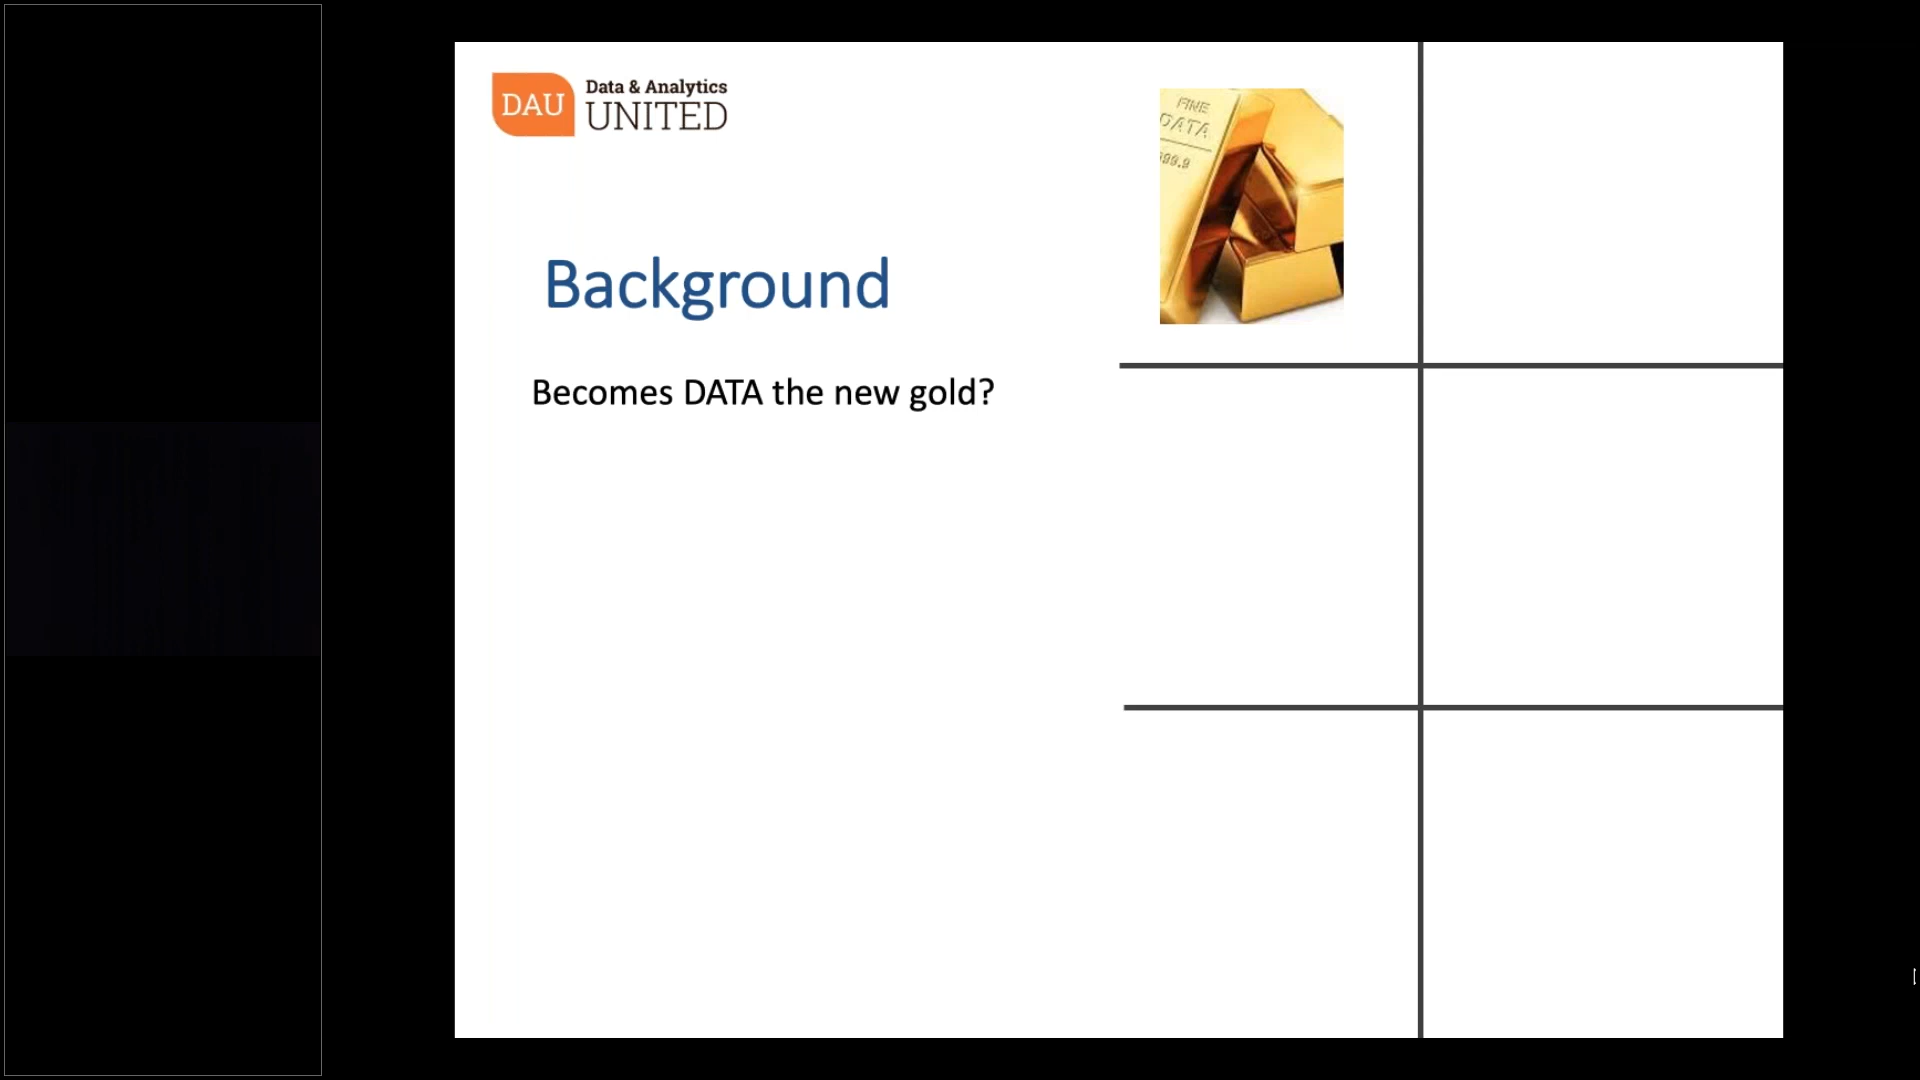 DAU
Data & Analytics
UNITED
FINE
DATA
999.9
Background
Becomes DATA the new gold?